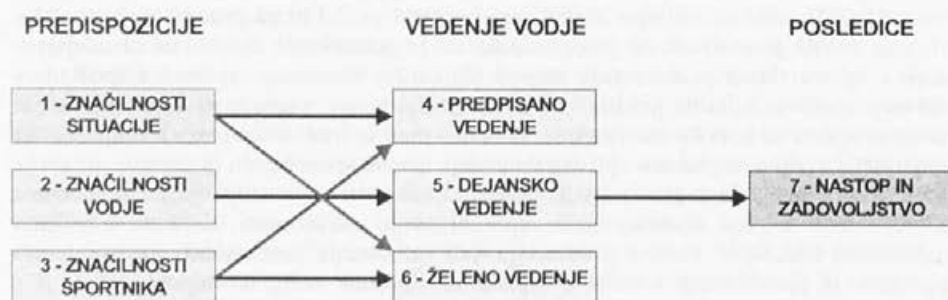 PREDISPOZICIJE
VEDENJE VODJE
POSLEDICE
1 - ZNAČILNOSTI
SITUACIJE
4 - PREDPISANO
VEDENJE
2 - ZNAČILNOSTI
VODJE
5 - DEJANSKO
VEDENJE
7 - NASTOP IN
ZADOVOLJSTVO
3 - ZNAČILNOSTI
ŠPORTNIKA
6 - ŽELENO VEDENJE